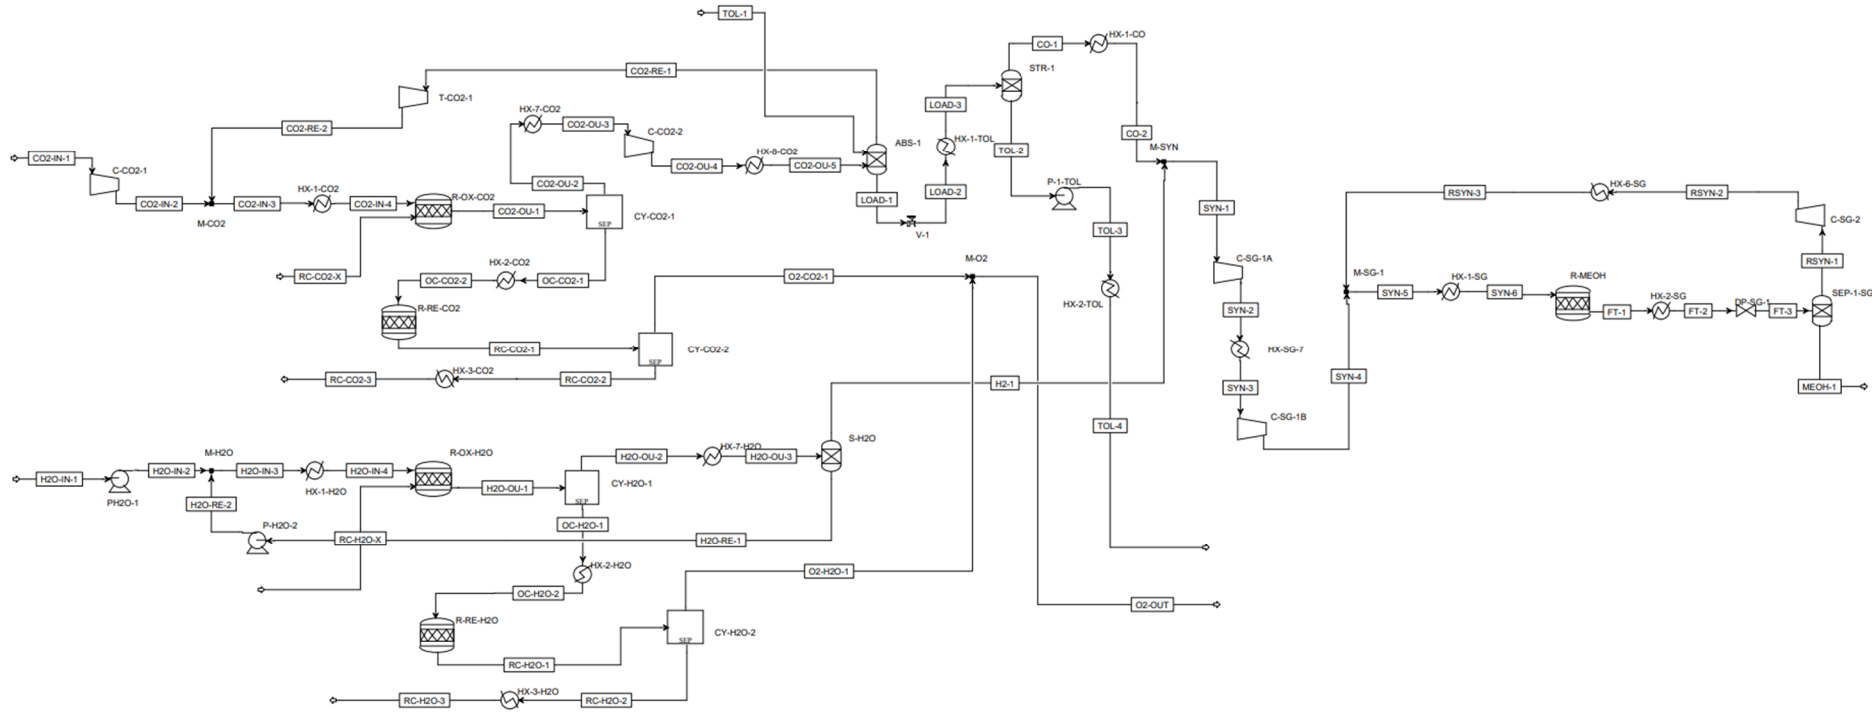 TOL-1
CO-1
HX-1-CO
CO2-RE-1
STR-1
T-CO2-1
LOAD-3
HX-7-CO2
CO2-OU-3
C-CO2-2
CO2-RE-2
CO-2
ABS-1
HX-1-TOL
M-SYN
TOL-2
CO2-IN-1
C-CO2-1
CO2-OU-4
HX-6-CO2
CO2-OU-5
P-1-TOL
HX-6-SG
CO2-OU-2
LOAD-2
RSYN-3
RSYN-2
HX-1-CO2
R-OX-CO2
LOAD-1
CO2-IN-2
CO2-IN-3
CO2-IN-4
CO2-OU-1
CY-CO2-1
SYN-1
C-SG-2
M-CO2
SEP
V-1
TOL-3
HX-2-CO2
M-O2
C-SG-1A
RSYN-1
RC-CO2-X
OC-CO2-2
OC-CO2-1
O2-CO2-1
M-SG-1
HX-1-SG
R-MEOH
SYN-5
SYN-6
HX-2-SG
DP-SG-1
SEP-1-SG
HX-2-TOL
R-RE-CO2
SYN-2
FT-1
FT-2
FT-3
RC-CO2-1
CY-CO2-2
HX-SG-7
SEP
HX-3-CO2
RC-CO2-3
RC-CO2-2
H2-1
SYN-3
SYN-4
MEOH-1
C-SG-1B
TOL-4
S-H2O
M-H2O
R-OX-H2O
HX-7-H2O
H2O-OU-2
H2O-OU-3
H2O-IN-2
H2O-IN-3
H2O-IN-4
H2O-IN-1
CY-H2O-1
HX-1-H2O
H2O-OU-1
PH2O-1
SEP
H2O-RE-2
P-H2O-2
OC-H2O-1
RC-H2O-X
H2O-RE-1
HX-2-H2O
O2-H2O-1
OC-H2O-2
O2-OUT
R-RE-H2O
CY-H2O-2
SEP
RC-H2O-1
HX-3-H2O
RC-H2O-3
RC-H2O-2